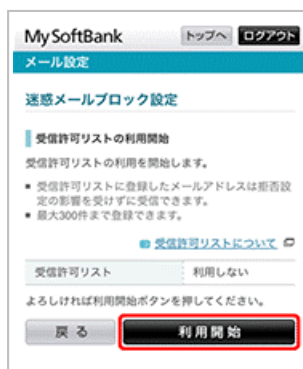 My SoftBank
トップへ
ログアウト
メール設定
迷惑メールブロック設定
受信許可リストの利用開始
受信許可リストの利用を開始します。
受信許可リストに登録したメールアドレスは拒否設
定の影響を受けずに受信できます。
最大300件まで登録できます。
受信許可リストについて
受信許可リスト 利用しない
よろしければ利用開始ボタンを押してください。
戻る
利用開始